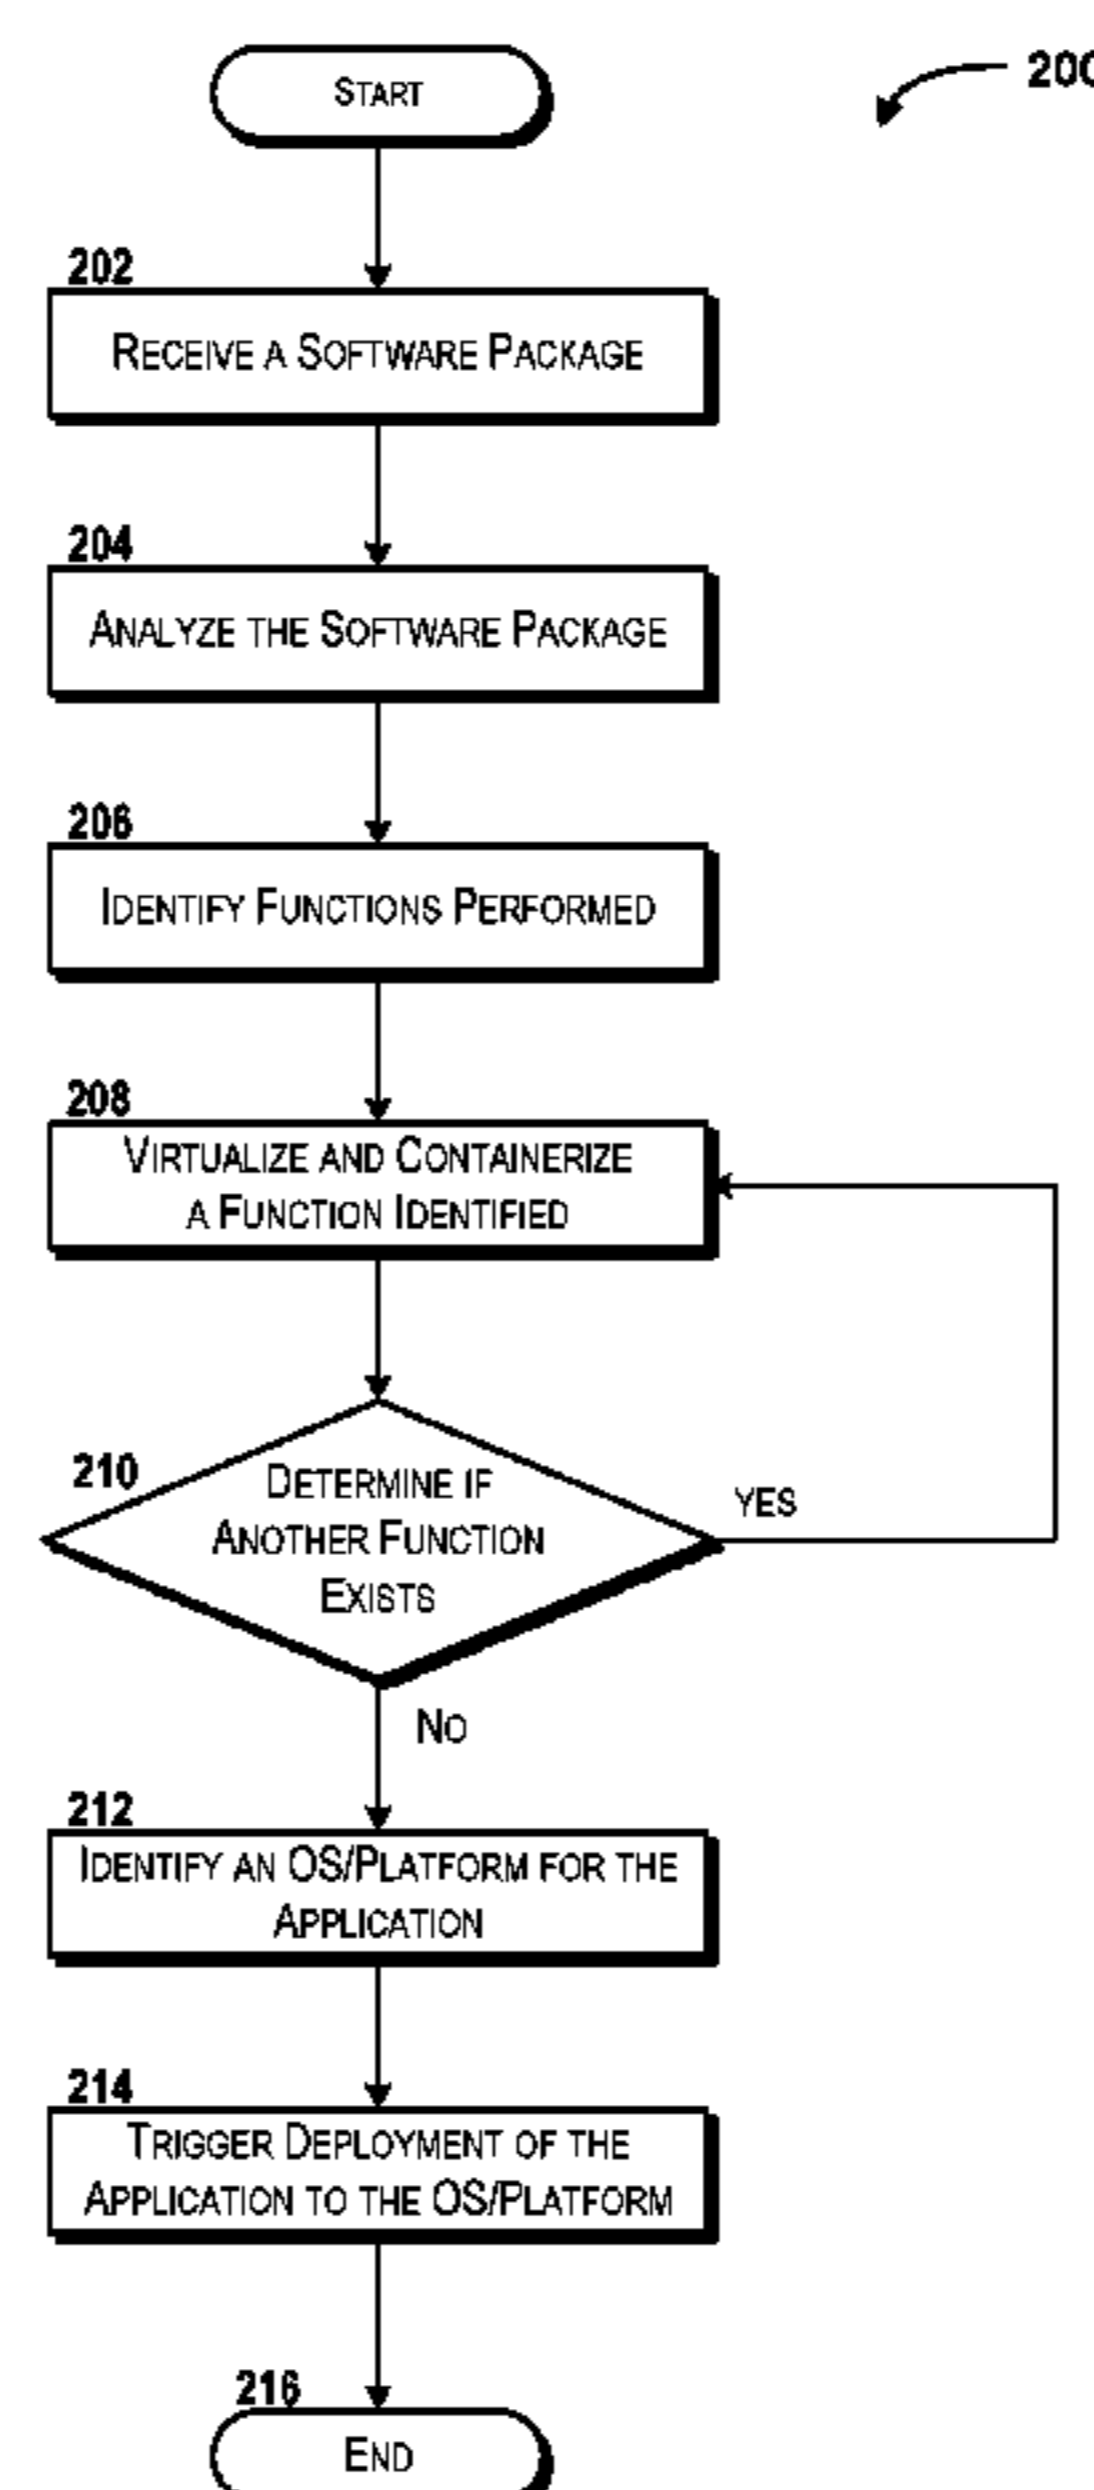 START
200
202
RECEIVE A SOFTWARE PACKAGE
204
ANALYZE THE SOFTWARE PACKAGE
206
IDENTIFY FUNCTIONS PERFORMED
208
VIRTUALIZE AND CONTAINERIZE
A FUNCTION IDENTIFIED
210
DETERMINE IF
ANOTHER FUNCTION
EXISTS
YES
NO
212
IDENTIFY AN OS/PLATFORM FOR THE
APPLICATION
214
TRIGGER DEPLOYMENT OF THE
APPLICATION TO THE OS/PLATFORM
216
END